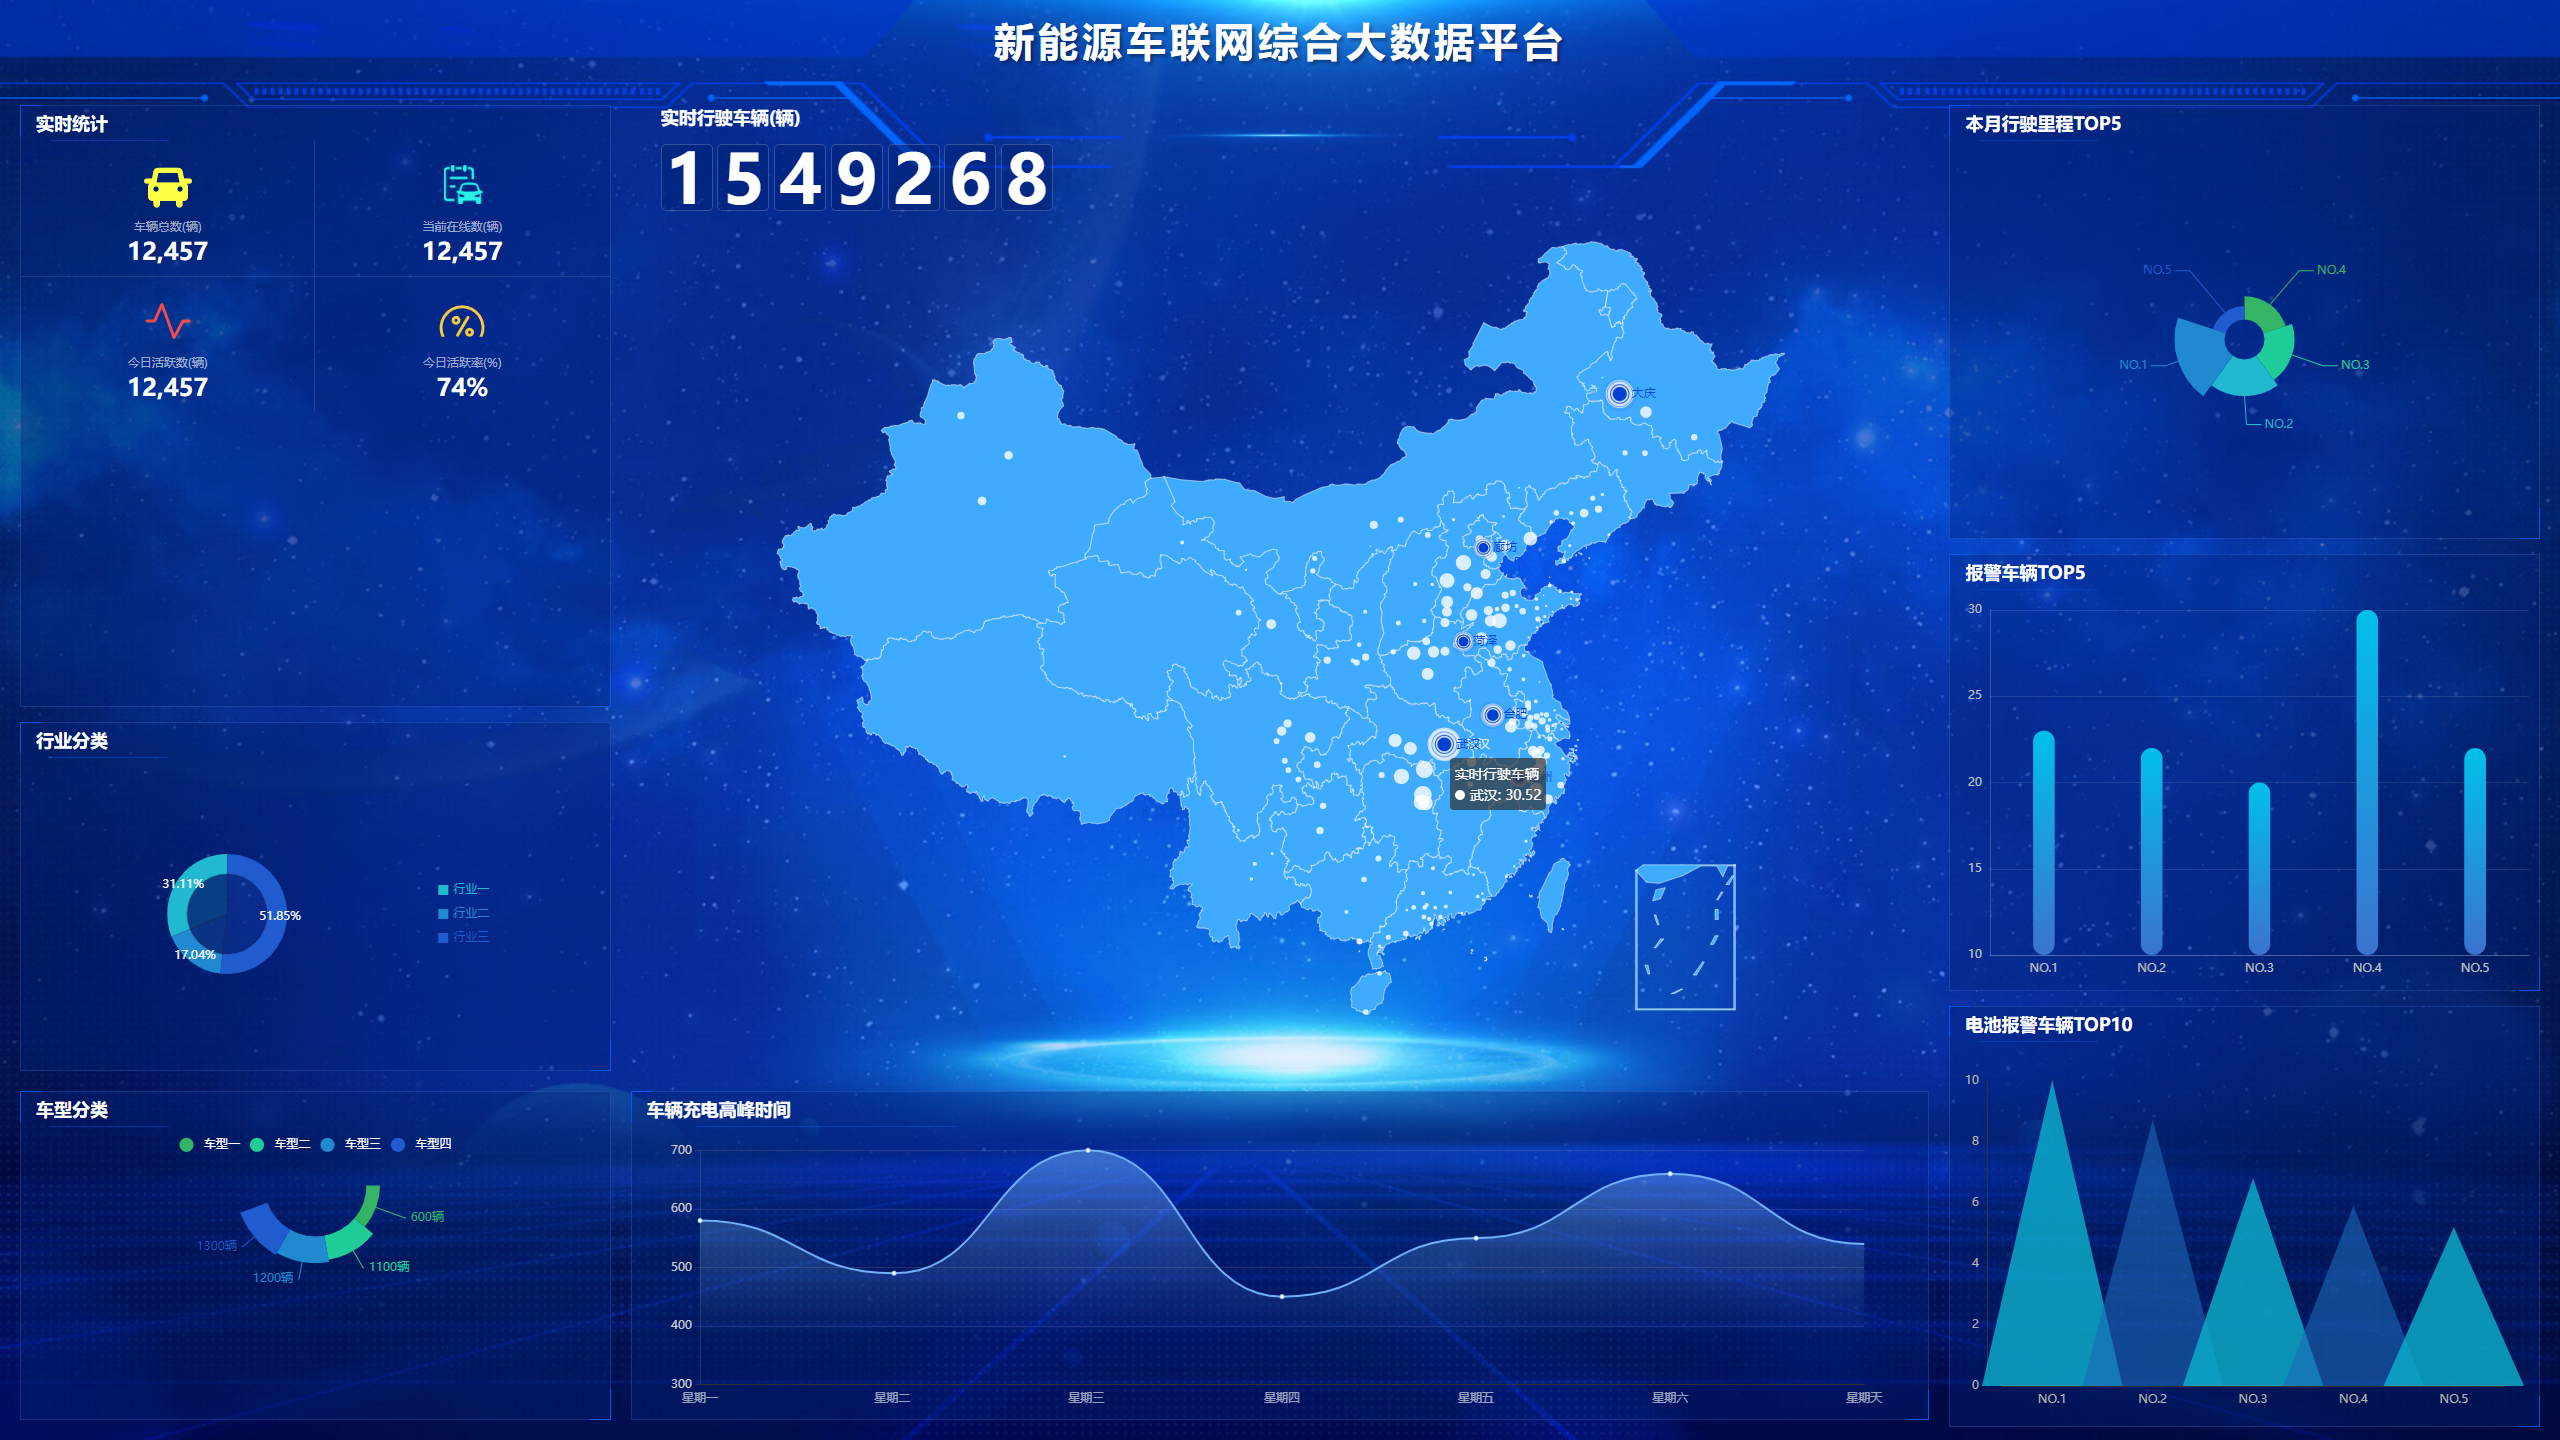 新能源车联网综合大数据平台
实时统计
车辆总数(辆)
12,457
当前在线数(辆)
12,457
今日活跃数(辆)
12,457
今日活跃率(%)
74%
行业分类
31.11%
51.85%
17.04%
行业一
行业二
行业三
车型分类
车型一 车型二 车型三 车型四
600辆
1300辆
1100辆
1200辆
实时行驶车辆(辆)
1549268
大庆
廊坊
菏泽
合肥
武汉
州
实时行驶车辆
武汉: 30.52
车辆充电高峰时间
700
600
500
400
300
星期一 星期二 星期三 星期四 星期五 星期六 星期天
本月行驶里程TOP5
NO.5
NO.4
NO.1
NO.3
NO.2
报警车辆TOP5
30
25
20
15
10
NO.1 NO.2 NO.3 NO.4 NO.5
电池报警车辆TOP10
10
8
6
4
2
0
NO.1 NO.2 NO.3 NO.4 NO.5